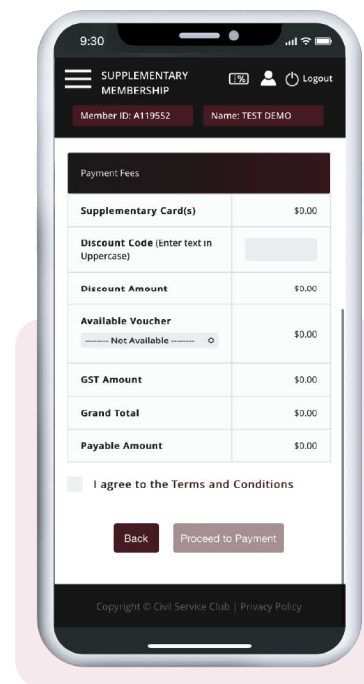 9:30
SUPPLEMENTARY
MEMBERSHIP
Logout
Member ID: A119552
Name: TEST DEMO
Payment Fees
Supplementary Card(s)
$0.00
Discount Code (Enter text in
Uppercase)
Discount Amount
$0.00
Available Voucher
-------- Not Available --------
$0.00
GST Amount
$0.00
Grand Total
$0.00
Payable Amount
$0.00
I agree to the Terms and Conditions
Back
Proceed to Payment
Copyright © Civil Service Club | Privacy Policy